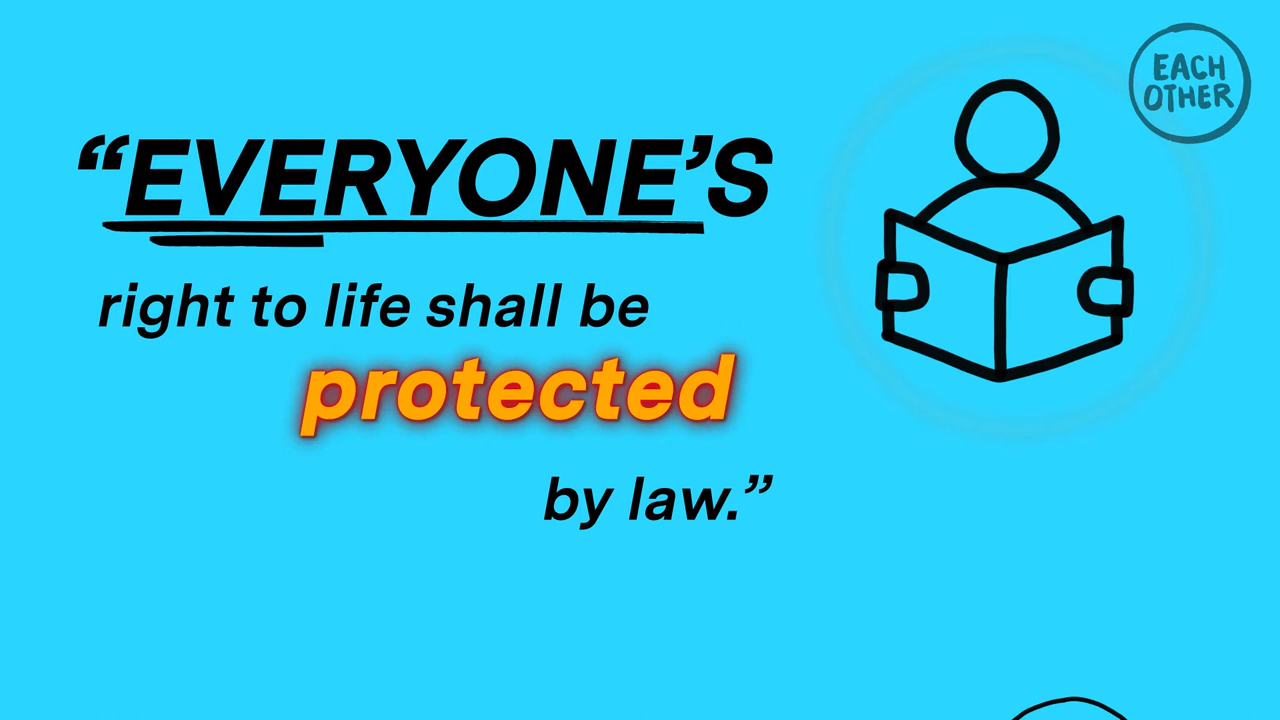 EACH
OTHER
“EVERYONE’S
right to life shall be
protected
by law.”